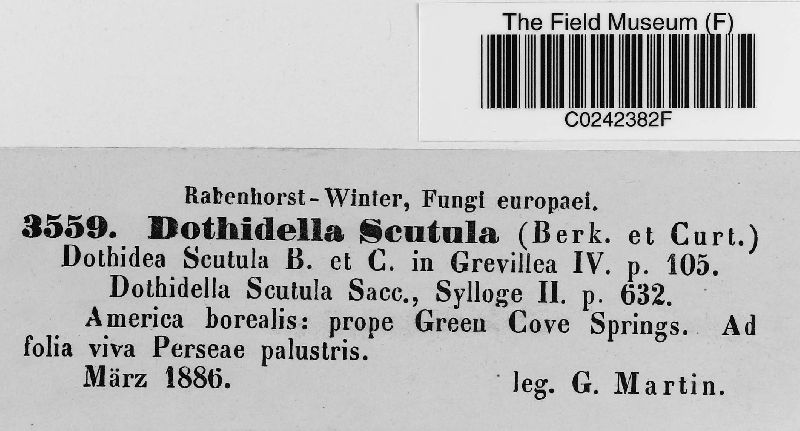 The Field Museum (F)
C0242382F
Rabenhorst-Winter, Fungi europaei.
3559. Dothidella Scutula (Berk. et Curt.)
Dothidea Scutula B. et C. in Grevillea IV. p. 105.
Dothidella Scutula Sacc., Sylloge II. p. 632.
America borealis: prope Green Cove Springs. Ad
folia viva Perseae palustris.
März 1886. leg. G. Martin.